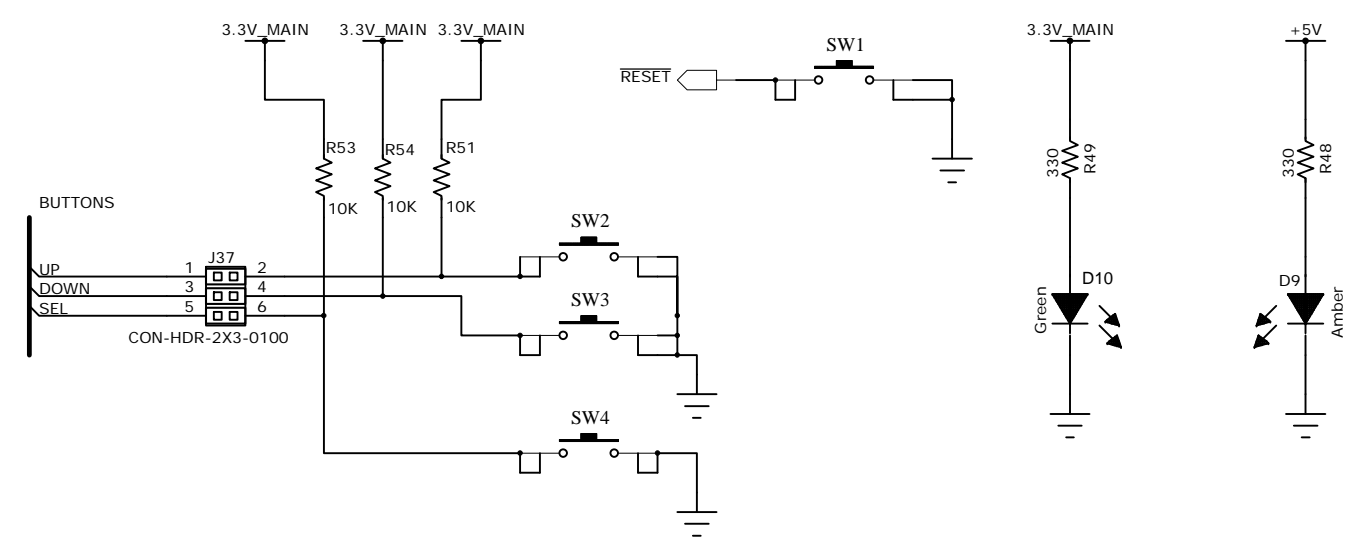 3.3V_MAIN
3.3V_MAIN
3.3V_MAIN
SW1
RESET
3.3V_MAIN
+5V
R53
R54
R51
10K
10K
10K
330
R49
330
R48
BUTTONS
SW2
J37
UP
1
2
DOWN
3
4
SEL
5
6
CON-HDR-2X3-0100
SW3
D10
Green
D9
Amber
SW4